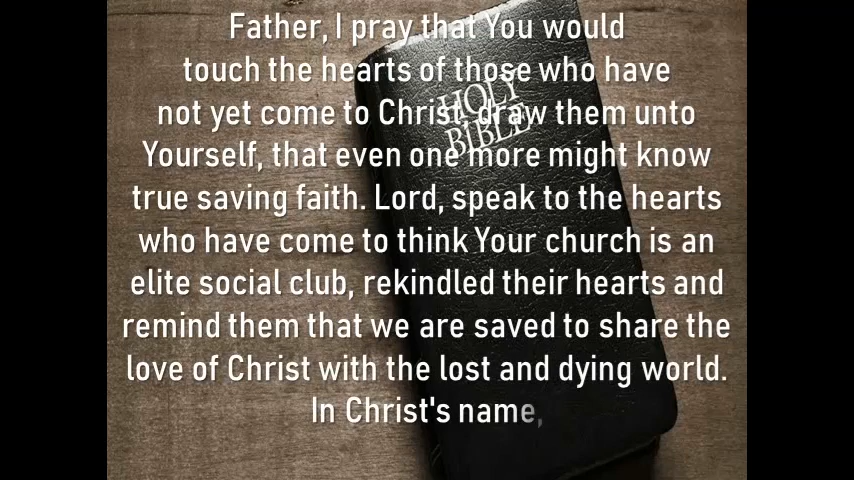 Father, I pray that You would
touch the hearts of those who have
not yet come to Christ, draw them unto
Yourself, that even one more might know
true saving faith. Lord, speak to the hearts
who have come to think Your church is an
elite social club, rekindled their hearts and
remind them that we are saved to share the
love of Christ with the lost and dying world.
In Christ's name,
HOLY
BIBLE